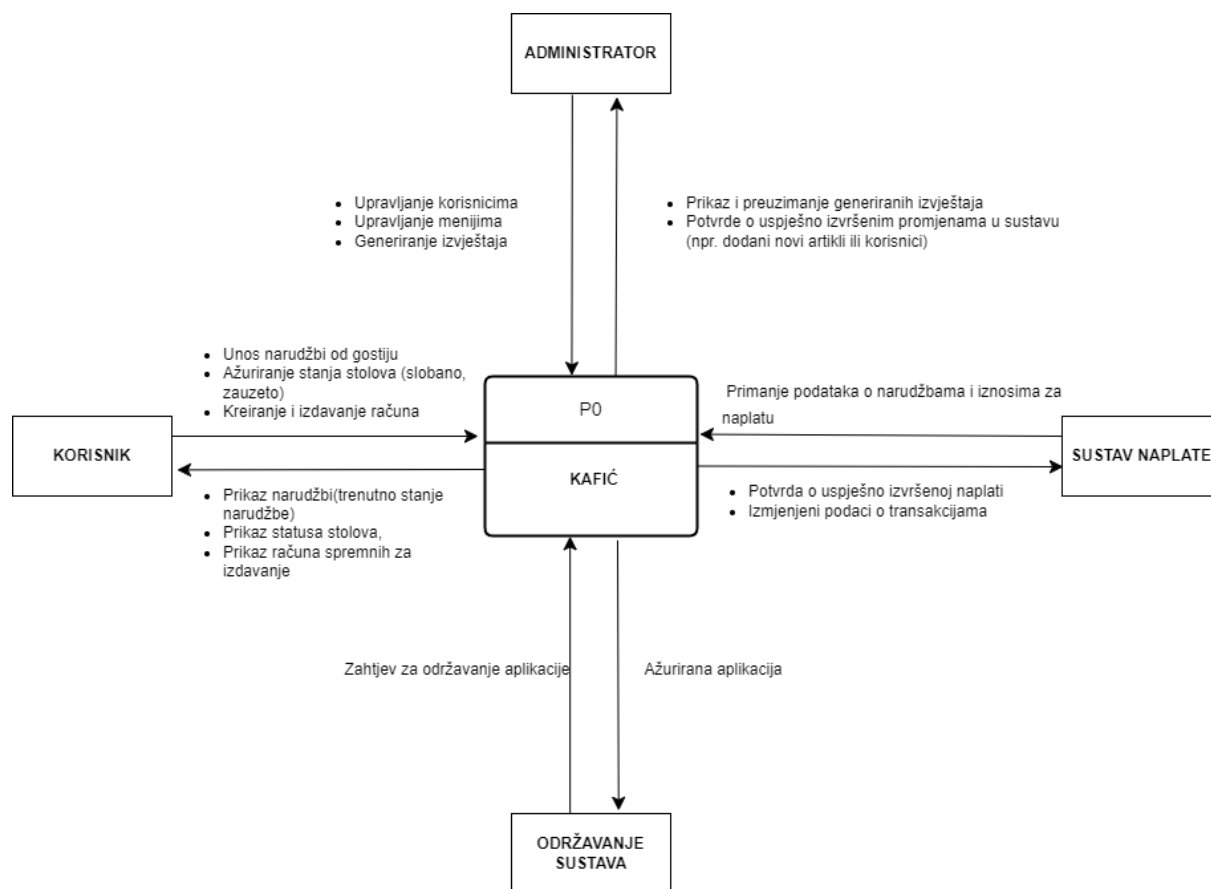 ADMINISTRATOR
• Upravljanje korisnicima
• Upravljanje menijima
• Generiranje izvještaja
• Prikaz i preuzimanje generiranih izvještaja
• Potvrde o uspješno izvršenim promjenama u sustavu
(npr. dodani novi artikli ili korisnici)
• Unos narudžbi od gostiju
• Ažuriranje stanja stolova (slobano,
zauzeto)
• Kreiranje i izdavanje računa
KORISNIK
• Prikaz narudžbi(trenutno stanje
narudžbe)
• Prikaz statusa stolova,
• Prikaz računa spremnih za
izdavanje
P0
KAFIĆ
Primanje podataka o narudžbama i iznosima za
naplatu
SUSTAV NAPLATE
• Potvrda o uspješno izvršenoj naplati
• Izmjenjeni podaci o transakcijama
Zahtjev za održavanje aplikacije
Ažurirana aplikacija
ODRŽAVANJE
SUSTAVA